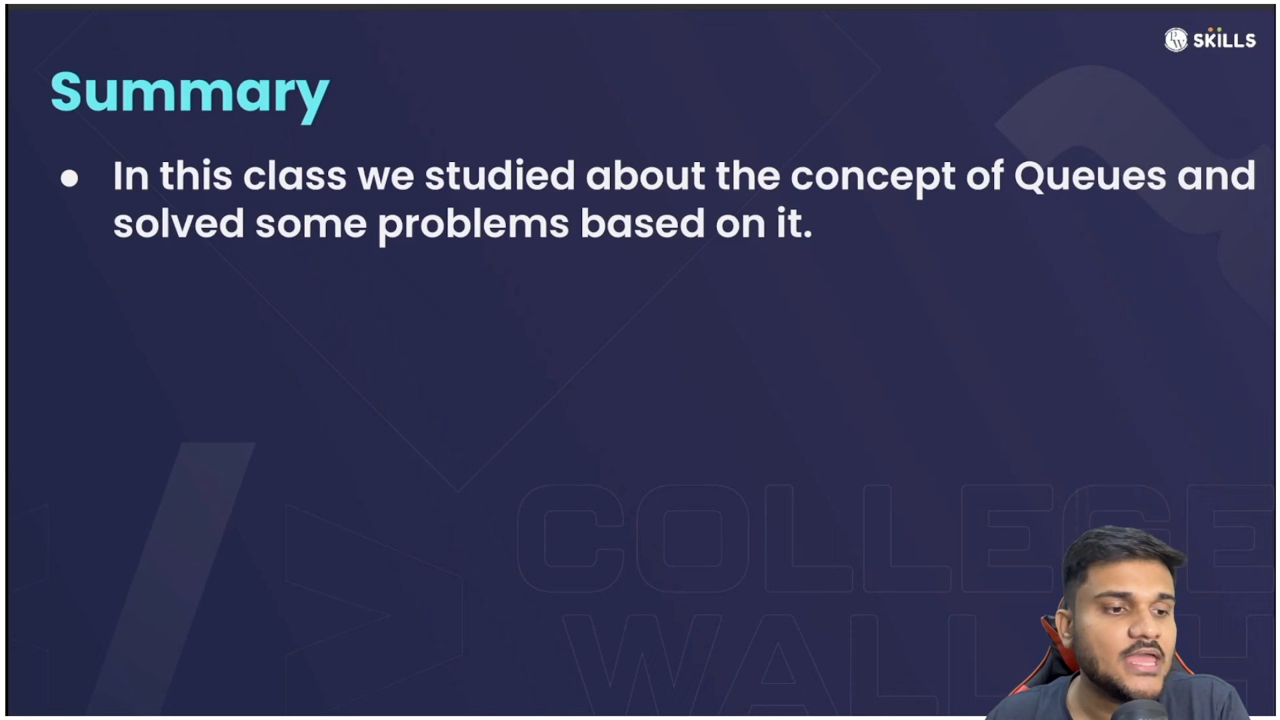 SKILLS
Summary
● In this class we studied about the concept of Queues and
solved some problems based on it.
COLLEGE
WALL